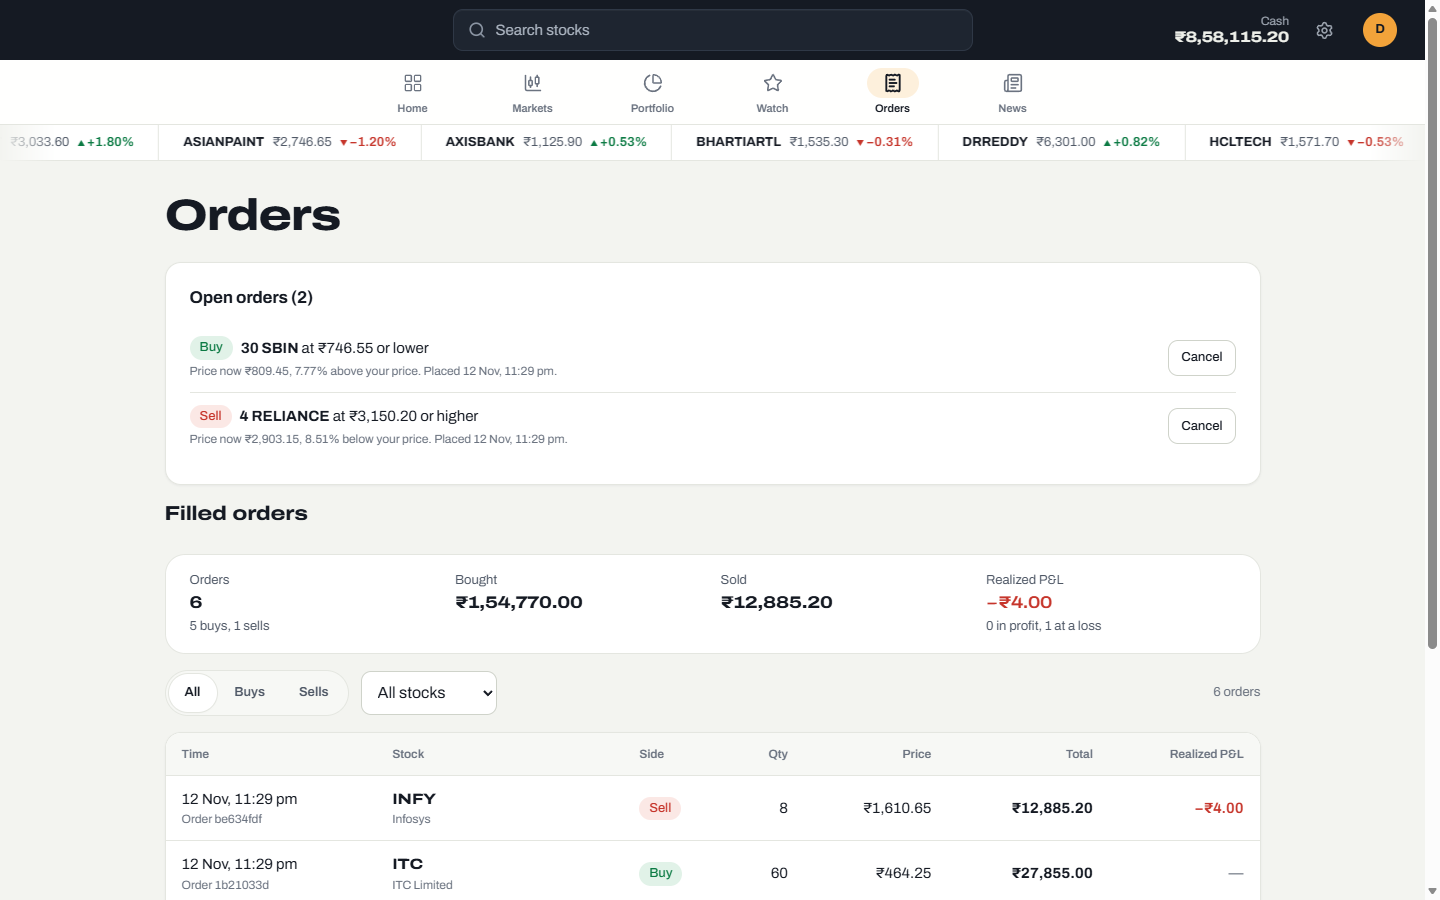 Search stocks
Cash
₹8,58,115.20
D
Home
Markets
Portfolio
Watch
Orders
News
₹3,033.60 ▲+1.80%
ASIANPAINT ₹2,746.65 ▼−1.20%
AXISBANK ₹1,125.90 ▲+0.53%
BHARTIARTL ₹1,535.30 ▼−0.31%
DRREDDY ₹6,301.00 ▲+0.82%
HCLTECH ₹1,571.70 ▼−0.53%
Orders
Open orders (2)
Buy 30 SBIN at ₹746.55 or lower
Price now ₹809.45, 7.77% above your price. Placed 12 Nov, 11:29 pm.
Cancel
Sell 4 RELIANCE at ₹3,150.20 or higher
Price now ₹2,903.15, 8.51% below your price. Placed 12 Nov, 11:29 pm.
Cancel
Filled orders
Orders
6
5 buys, 1 sells
Bought
₹1,54,770.00
Sold
₹12,885.20
Realized P&L
−₹4.00
0 in profit, 1 at a loss
All Buys Sells
All stocks
6 orders
Time Stock Side Qty Price Total Realized P&L
12 Nov, 11:29 pm INFY Sell 8 ₹1,610.65 ₹12,885.20 −₹4.00
Order be634fdf Infosys
12 Nov, 11:29 pm ITC Buy 60 ₹464.25 ₹27,855.00 —
Order 1b21033d ITC Limited